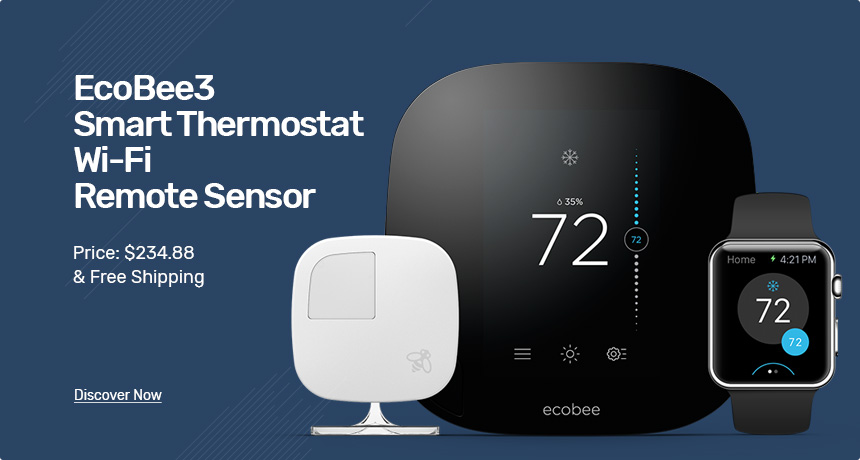 EcoBee3
Smart Thermostat
Wi-Fi
Remote Sensor
Price: $234.88
& Free Shipping
Discover Now
35%
72
72
ecobee
Home 4:21 PM
72
72